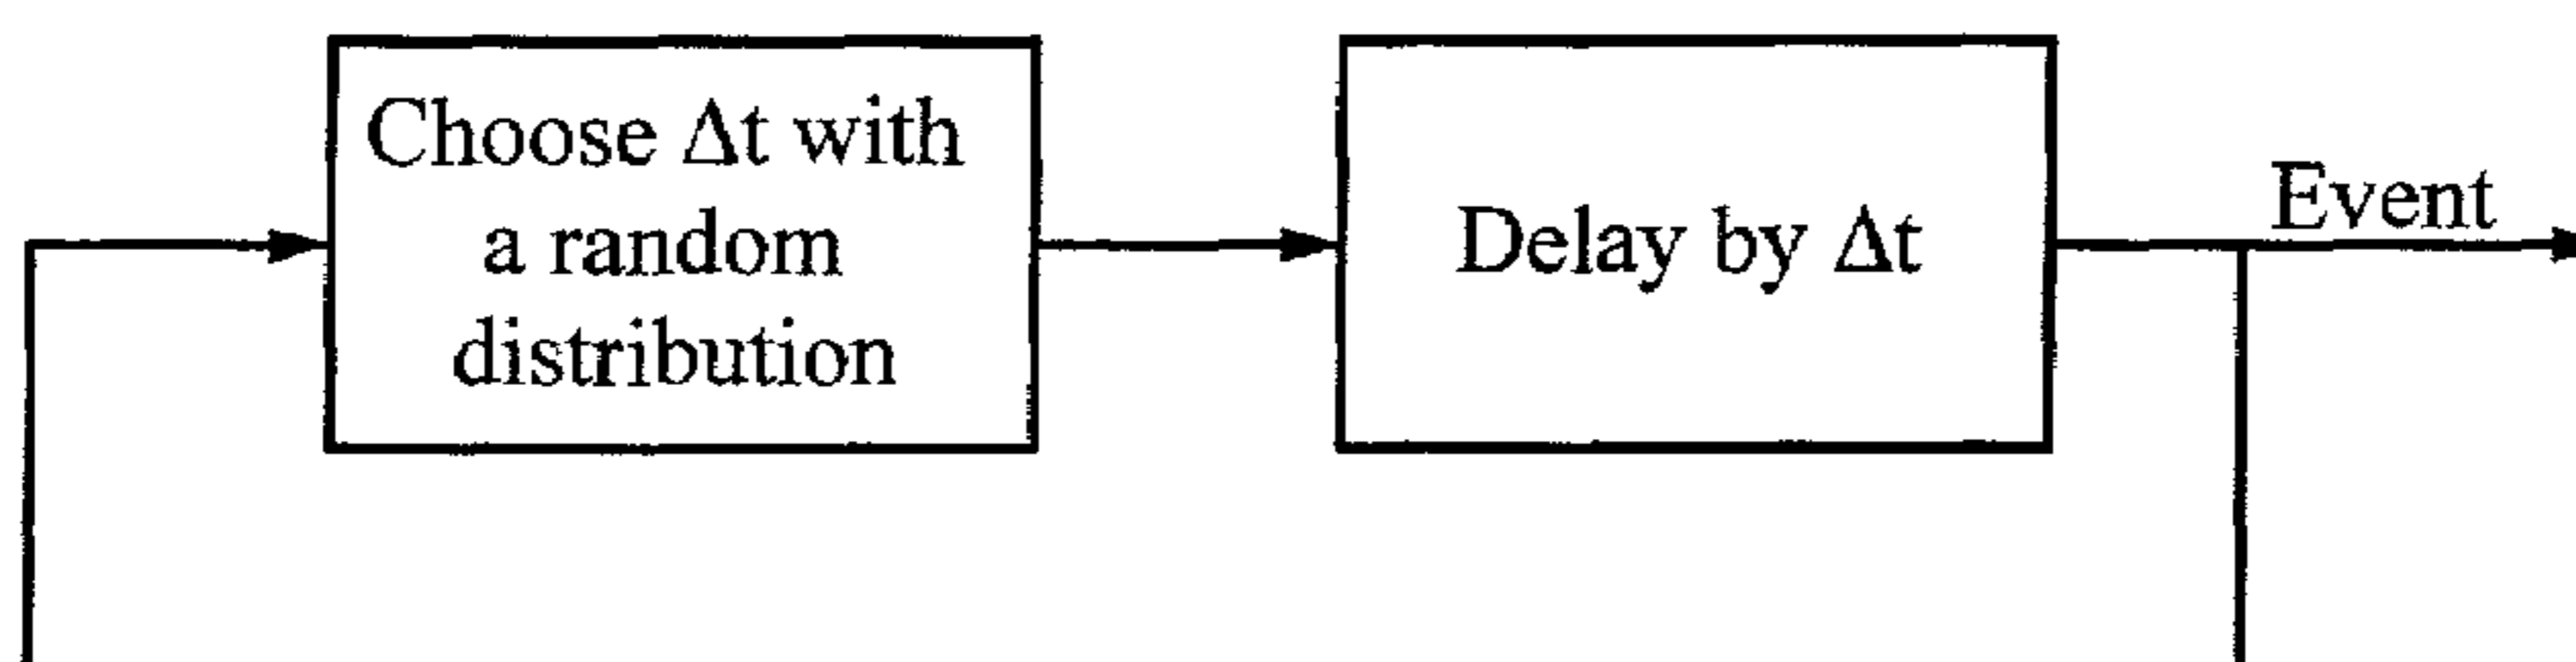 Choose Δt with
a random
distribution
Delay by Δt
Event